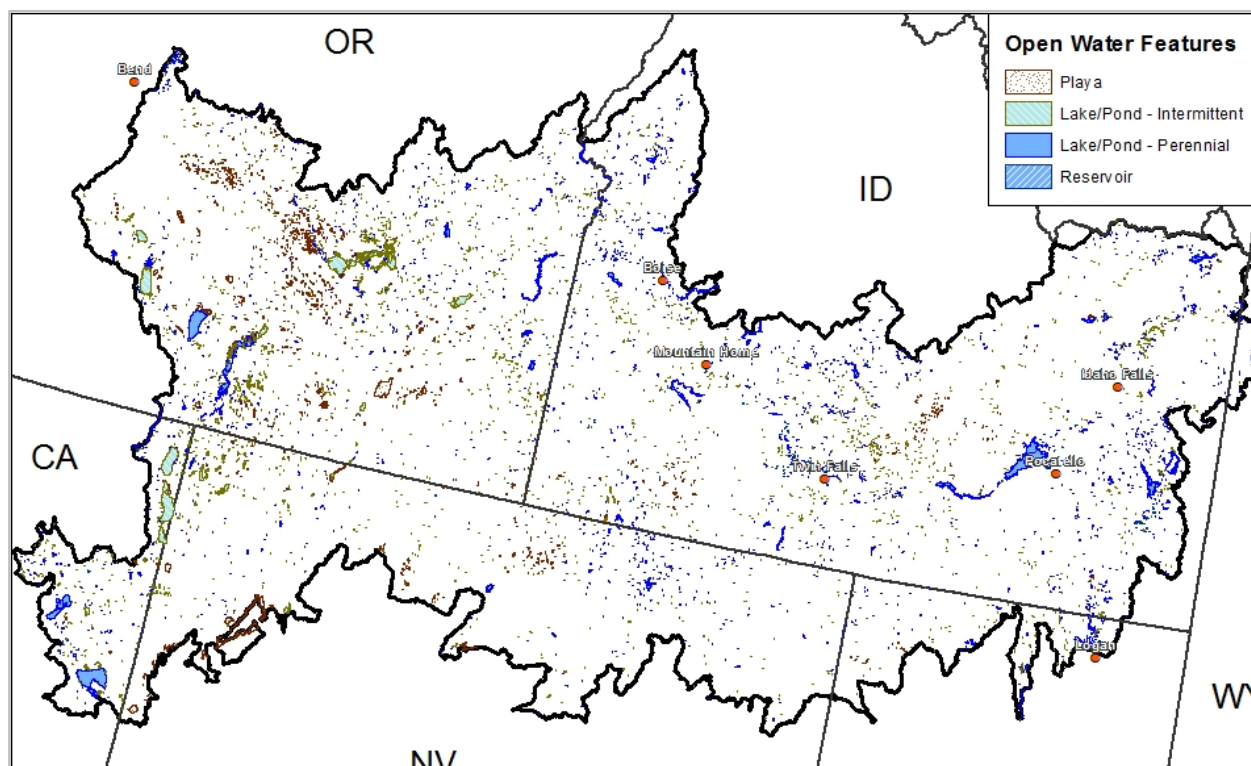 OR
Open Water Features
Bend
Playa
Lake/Pond - Intermittent
Lake/Pond - Perennial
Reservoir
ID
Boise
Mountain Home
Idaho Falls
CA
Twin Falls
Pocatello
Logan
WY
NV